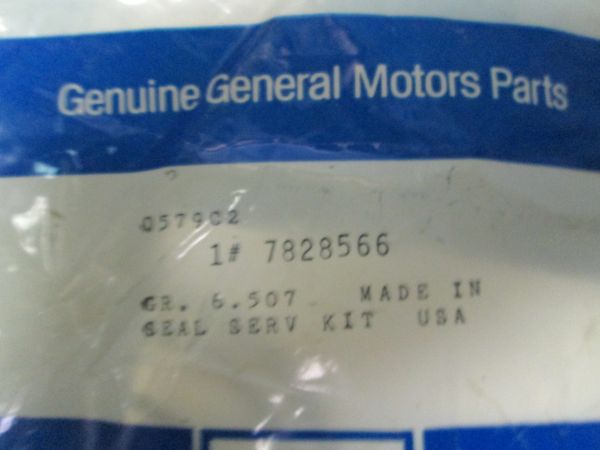 Genuine General Motors Parts
057902
1# 7828566
GR. 6.507 MADE IN
SEAL SERV KIT USA